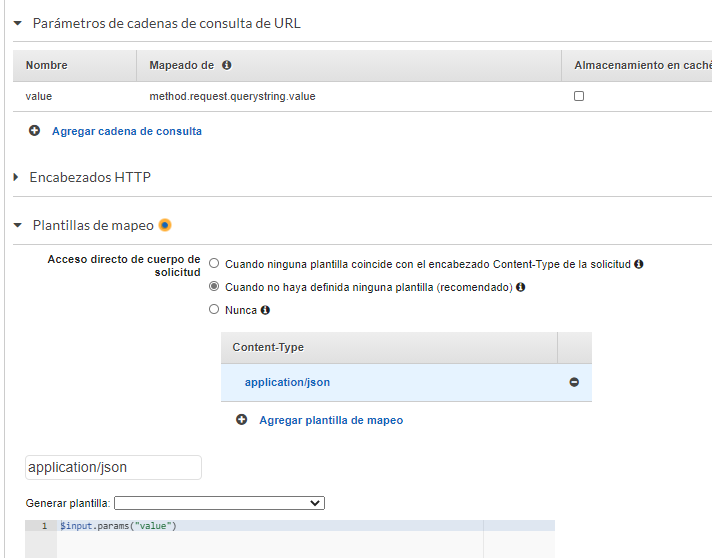 Parámetros de cadenas de consulta de URL
Nombre Mapeado de Almacenamiento en caché
value method.request.querystring.value
Agregar cadena de consulta
Encabezados HTTP
Plantillas de mapeo
Acceso directo de cuerpo de solicitud
Cuando ninguna plantilla coincide con el encabezado Content-Type de la solicitud
Cuando no haya definida ninguna plantilla (recomendado)
Nunca
Content-Type
application/json
Agregar plantilla de mapeo
application/json
Generar plantilla:
1 $input.params("value")